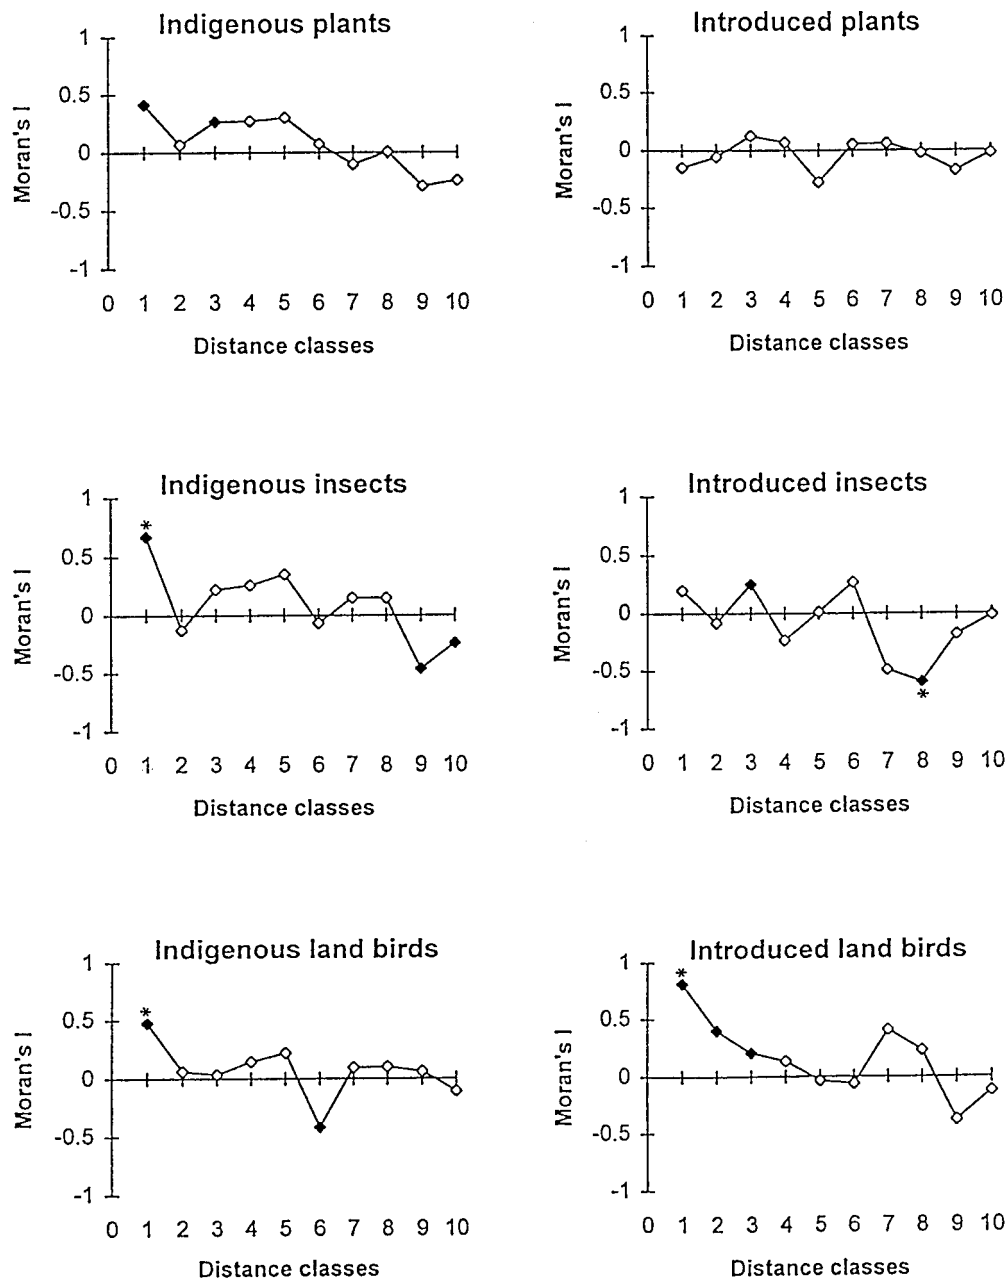 Indigenous plants
1
0.5
0
-0.5
-1
Moran's I
0 1 2 3 4 5 6 7 8 9 10
Distance classes
Introduced plants
1
0.5
0
-0.5
-1
Moran's I
0 1 2 3 4 5 6 7 8 9 10
Distance classes
Indigenous insects
1
*
0.5
0
-0.5
-1
Moran's I
0 1 2 3 4 5 6 7 8 9 10
Distance classes
Introduced insects
1
0.5
0
-0.5
*
-1
Moran's I
0 1 2 3 4 5 6 7 8 9 10
Distance classes
Indigenous land birds
1
*
0.5
0
-0.5
-1
Moran's I
0 1 2 3 4 5 6 7 8 9 10
Distance classes
Introduced land birds
1
*
0.5
0
-0.5
-1
Moran's I
0 1 2 3 4 5 6 7 8 9 10
Distance classes